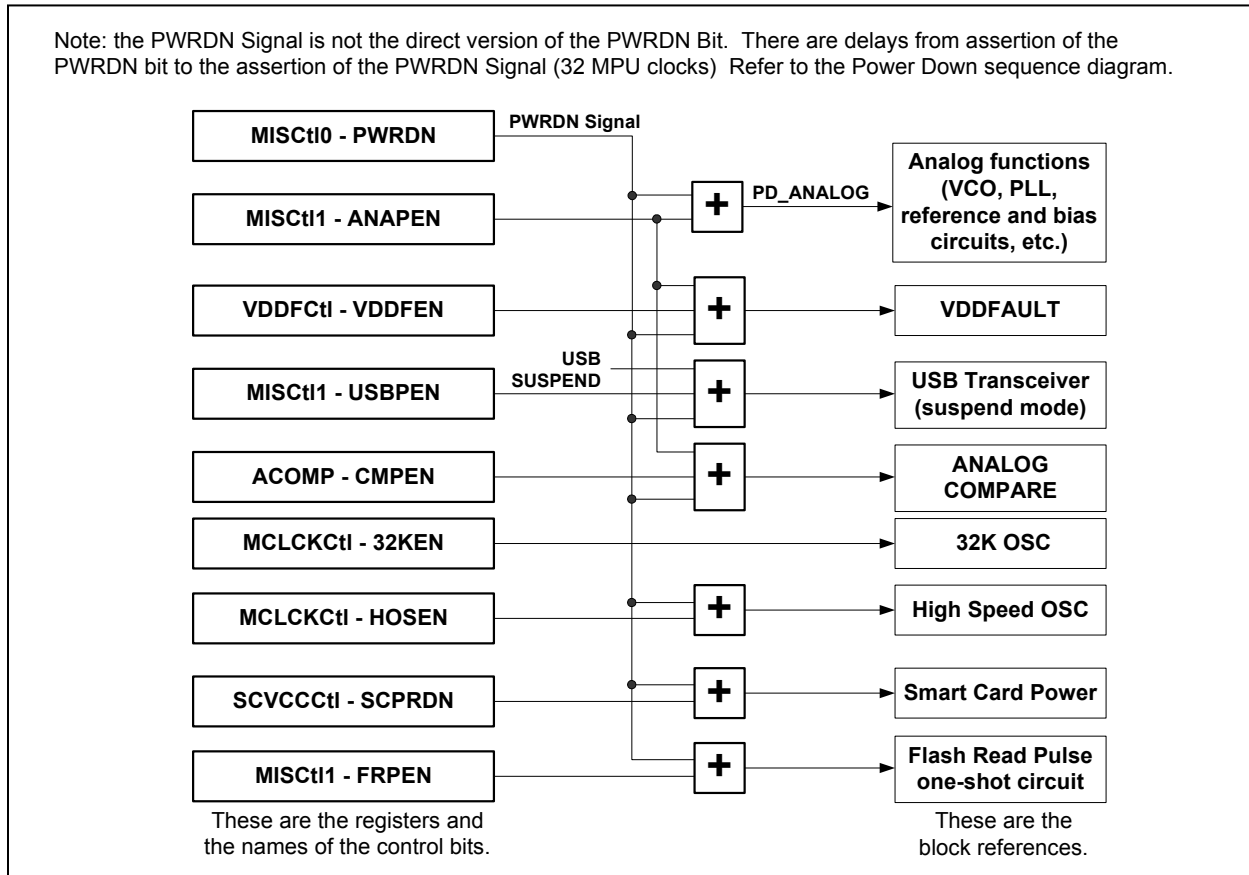 Note: the PWRDN Signal is not the direct version of the PWRDN Bit. There are delays from assertion of the
PWRDN bit to the assertion of the PWRDN Signal (32 MPU clocks) Refer to the Power Down sequence diagram.
MISCtl0 - PWRDN
PWRDN Signal
MISCtl1 - ANAPEN
+
PD_ANALOG
Analog functions
(VCO, PLL,
reference and bias
circuits, etc.)
VDDFCtl - VDDFEN
+
VDDFAULT
MISCtl1 - USBPEN
USB
SUSPEND
+
USB Transceiver
(suspend mode)
ACOMP - CMPEN
+
ANALOG
COMPARE
MCLCKCtl - 32KEN
32K OSC
MCLCKCtl - HOSEN
+
High Speed OSC
SCVCCCtl - SCPRDN
+
Smart Card Power
MISCtl1 - FRPEN
+
Flash Read Pulse
one-shot circuit
These are the registers and
the names of the control bits.
These are the
block references.